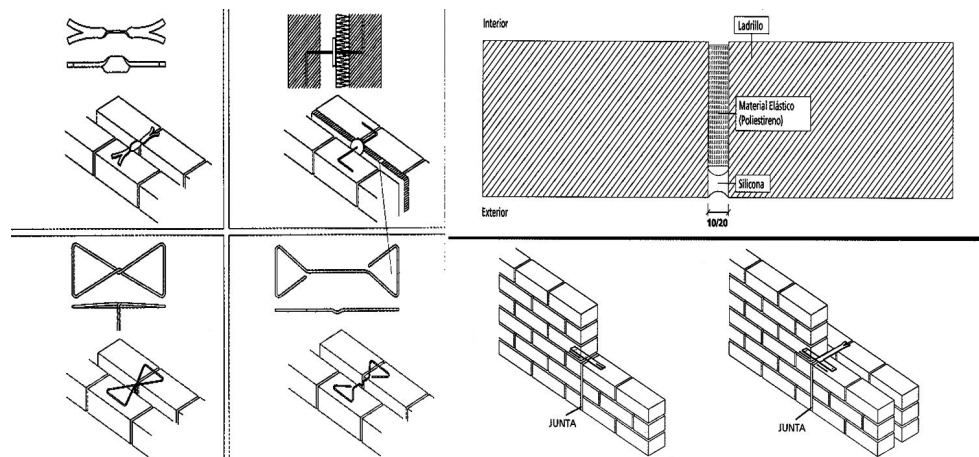 Interior
Ladrillo
Material Elástico
(Poliestireno)
Silicona
Exterior
10/20
JUNTA
JUNTA